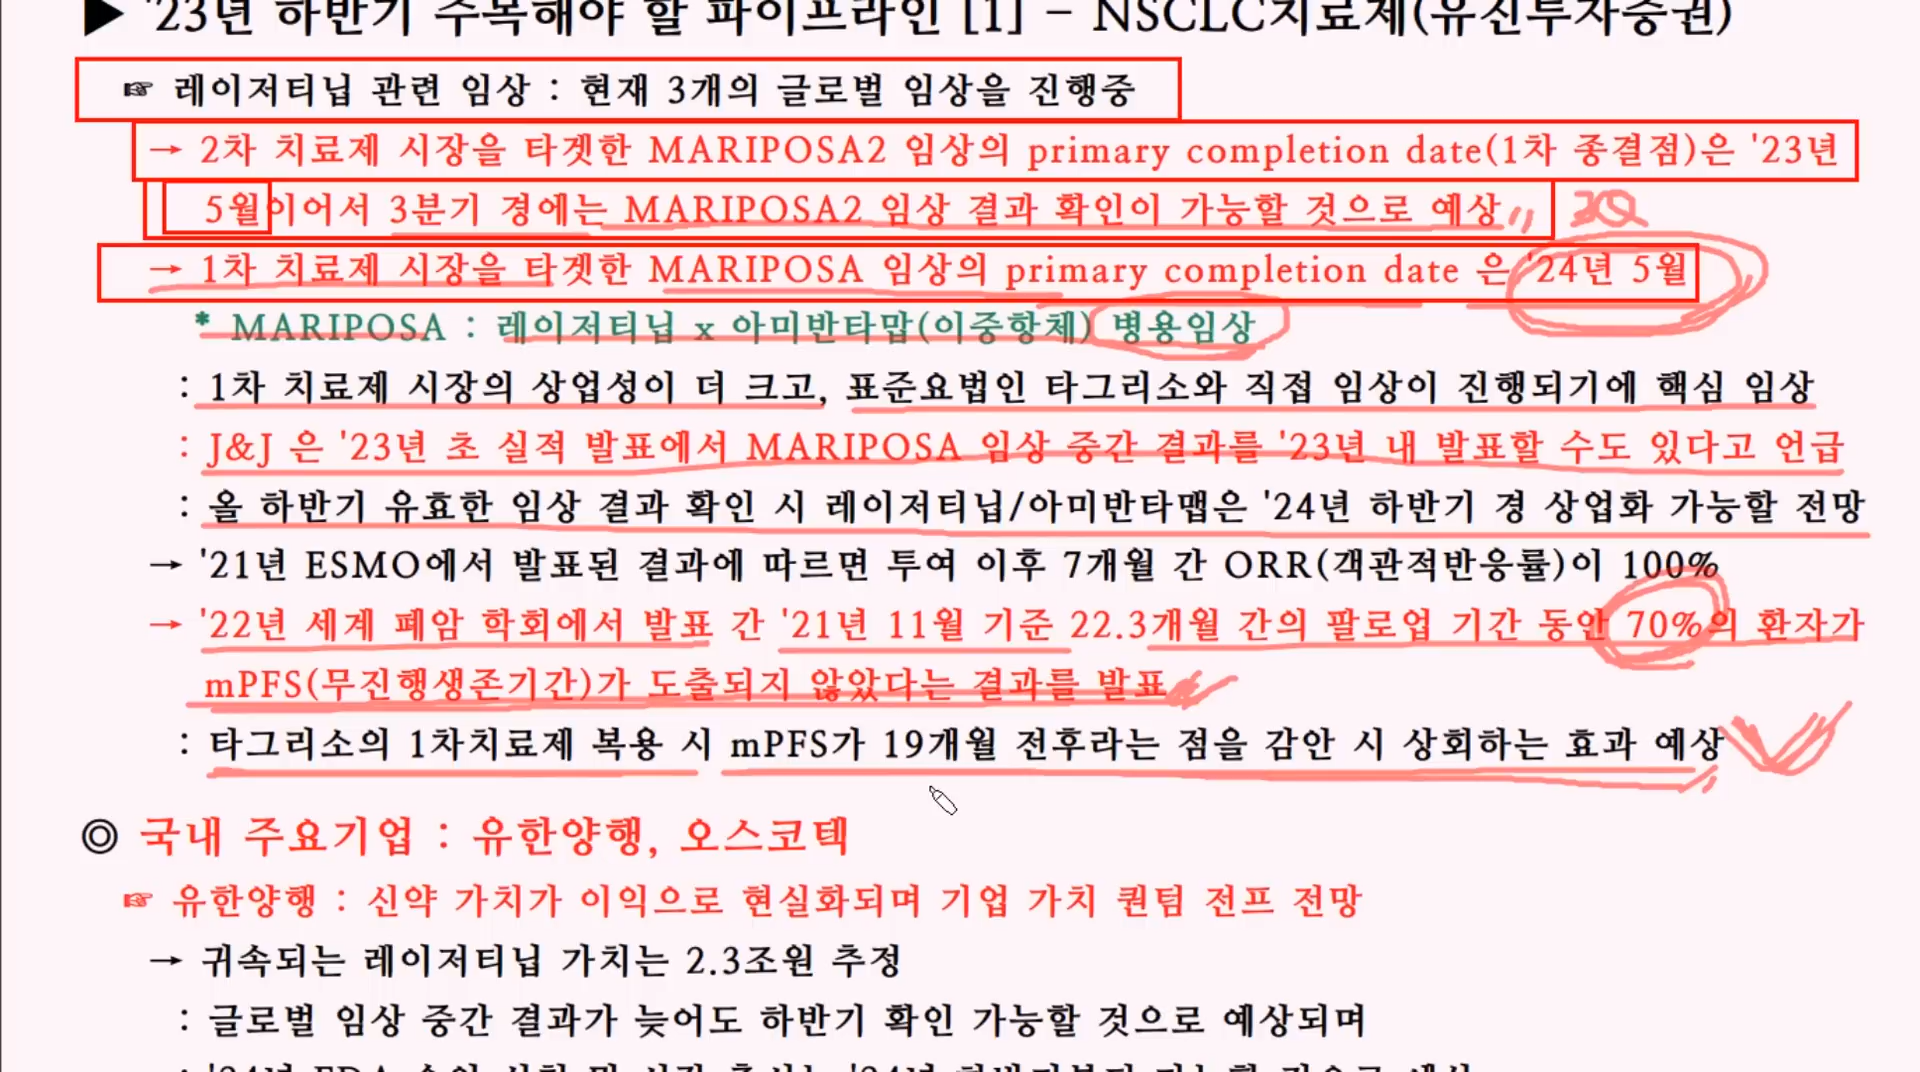 ▶ '23년 하반기 주목해야 할 파이프라인 [1] – NSCLC치료제(유진투자증권)
☞ 레이저티닙 관련 임상 : 현재 3개의 글로벌 임상을 진행중
→ 2차 치료제 시장을 타겟한 MARIPOSA2 임상의 primary completion date(1차 종결점)은 '23년
5월이어서 3분기 경에는 MARIPOSA2 임상 결과 확인이 가능할 것으로 예상
→ 1차 치료제 시장을 타겟한 MARIPOSA 임상의 primary completion date 은 '24년 5월
* MARIPOSA : 레이저티닙 x 아미반타맙(이중항체) 병용임상
: 1차 치료제 시장의 상업성이 더 크고, 표준요법인 타그리소와 직접 임상이 진행되기에 핵심 임상
: J&J 은 '23년 초 실적 발표에서 MARIPOSA 임상 중간 결과를 '23년 내 발표할 수도 있다고 언급
: 올 하반기 유효한 임상 결과 확인 시 레이저티닙/아미반타맵은 '24년 하반기 경 상업화 가능할 전망
→ '21년 ESMO에서 발표된 결과에 따르면 투여 이후 7개월 간 ORR(객관적반응률)이 100%
→ '22년 세계 폐암 학회에서 발표 간 '21년 11월 기준 22.3개월 간의 팔로업 기간 동안 70%의 환자가
mPFS(무진행생존기간)가 도출되지 않았다는 결과를 발표
: 타그리소의 1차치료제 복용 시 mPFS가 19개월 전후라는 점을 감안 시 상회하는 효과 예상
◎ 국내 주요기업 : 유한양행, 오스코텍
☞ 유한양행 : 신약 가치가 이익으로 현실화되며 기업 가치 퀀텀 전프 전망
→ 귀속되는 레이저티닙 가치는 2.3조원 추정
: 글로벌 임상 중간 결과가 늦어도 하반기 확인 가능할 것으로 예상되며